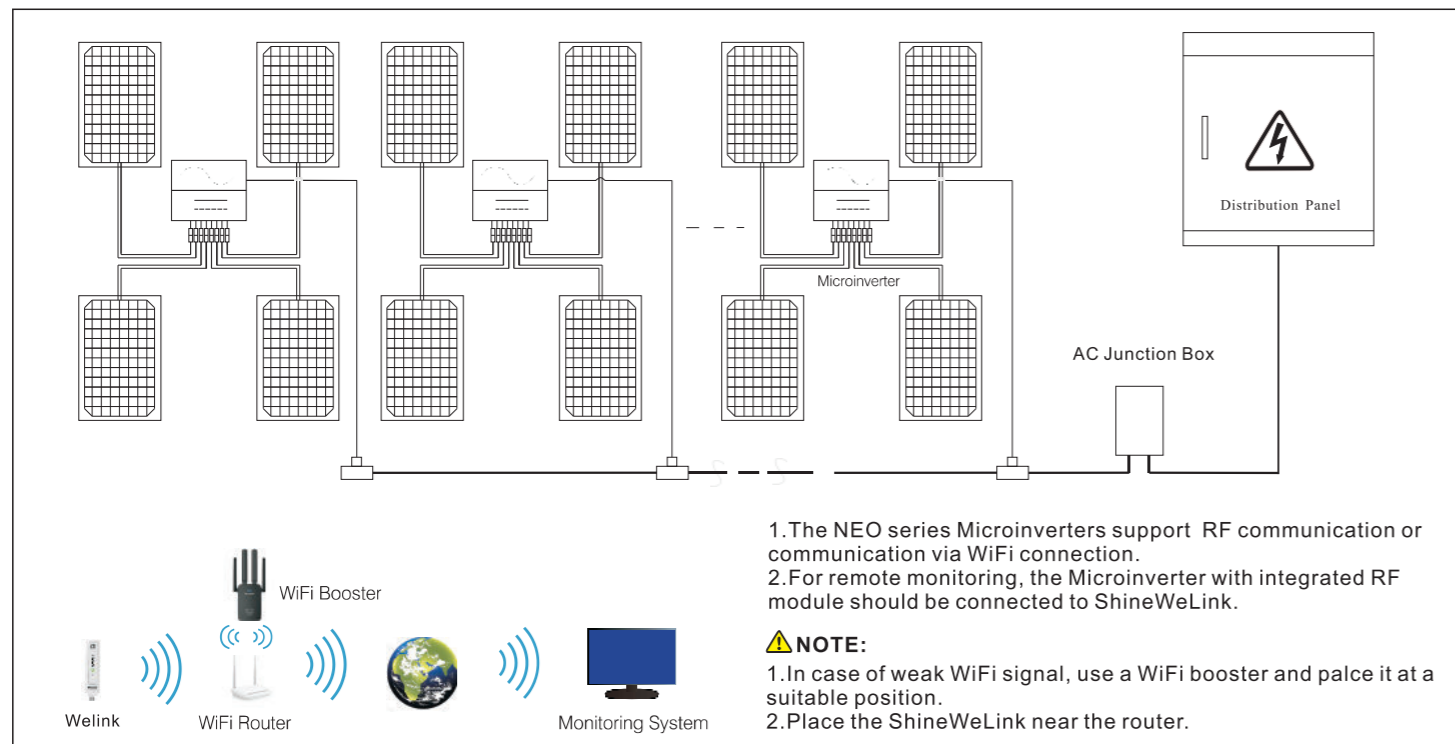 Distribution Panel
Microinverter
AC Junction Box
1.The NEO series Microinverters support RF communication or
communication via WiFi connection.
2.For remote monitoring, the Microinverter with integrated RF
module should be connected to ShineWeLink.
NOTE:
1.In case of weak WiFi signal, use a WiFi booster and palce it at a
suitable position.
2.Place the ShineWeLink near the router.
WiFi Booster
Welink
WiFi Router
Monitoring System